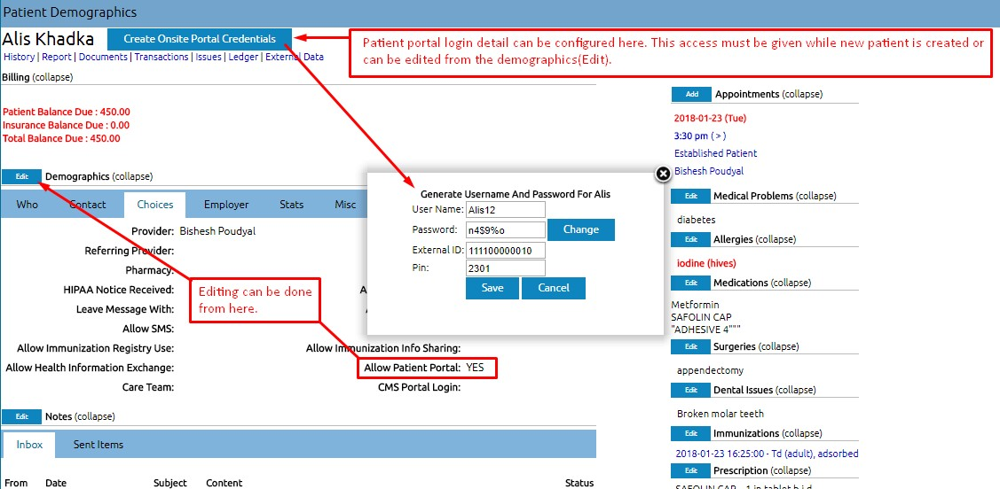 Patient Demographics
Alis Khadka
Create Onsite Portal Credentials
Patient portal login detail can be configured here. This access must be given while new patient is created or
can be edited from the demographics(Edit).
History | Report | Documents | Transactions | Issues | Ledger | External Data
Billing (collapse)
Patient Balance Due : 450.00
Insurance Balance Due : 0.00
Total Balance Due : 450.00
Edit Demographics (collapse)
Who Contact Choices Employer Stats Misc
Provider: Bishesh Poudyal
Referring Provider:
Pharmacy:
HIPAA Notice Received:
Leave Message With:
Allow SMS:
Allow Immunization Registry Use: Allow Immunization Info Sharing:
Allow Health Information Exchange: Allow Patient Portal: YES
Care Team: CMS Portal Login:
Editing can be done
from here.
Generate Username And Password For Alis
User Name: Alis12
Password: n4$9%o Change
External ID: 111100000010
Pin: 2301
Save Cancel
Edit Notes (collapse)
Inbox Sent Items
From Date Subject Content Status
Add Appointments (collapse)
2018-01-23 (Tue)
3:30 pm ( > )
Established Patient
Bishesh Poudyal
Edit Medical Problems (collapse)
diabetes
Edit Allergies (collapse)
iodine (hives)
Edit Medications (collapse)
Metformin
SAFOLIN CAP
"ADHESIVE 4"""
Edit Surgeries (collapse)
appendectomy
Edit Dental Issues (collapse)
Broken molar teeth
Edit Immunizations (collapse)
2018-01-23 16:25:00 - Td (adult), adsorbed
Edit Prescription (collapse)
SAFOLIN CAP 1 in tablet b.i.d.